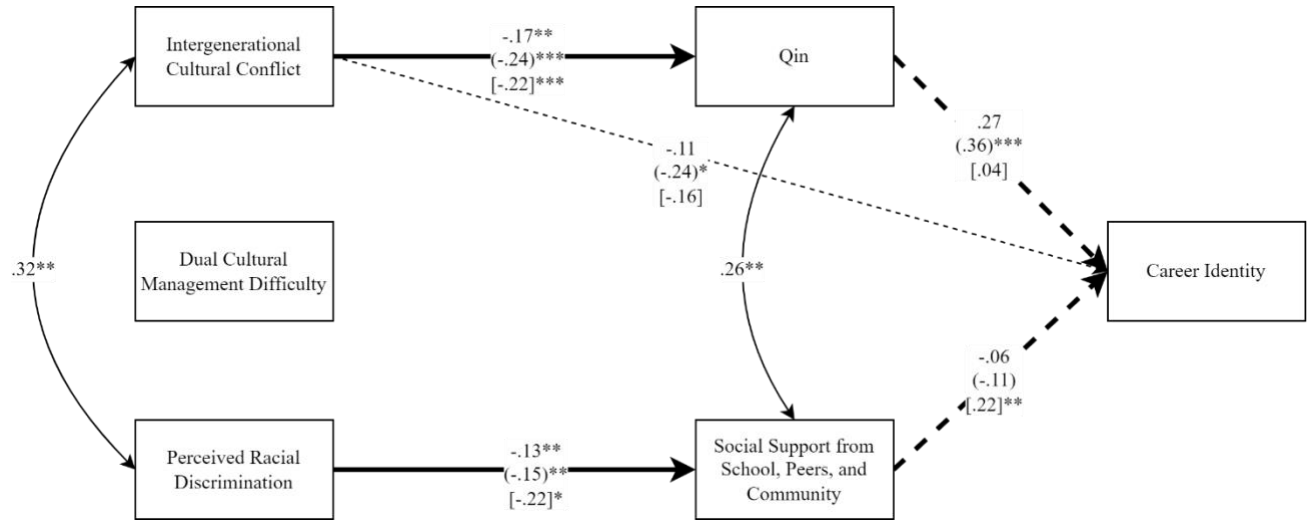 Intergenerational
Cultural Conflict
-.17**
(-.24)***
[-.22]***
Qin
.27
(.36)***
[.04]
-.11
(-.24)*
[-.16]
.32**
Dual Cultural
Management Difficulty
.26**
Career Identity
-.06
(-.11)
[.22]**
Perceived Racial
Discrimination
-.13**
(-.15)**
[-.22]*
Social Support from
School, Peers, and
Community